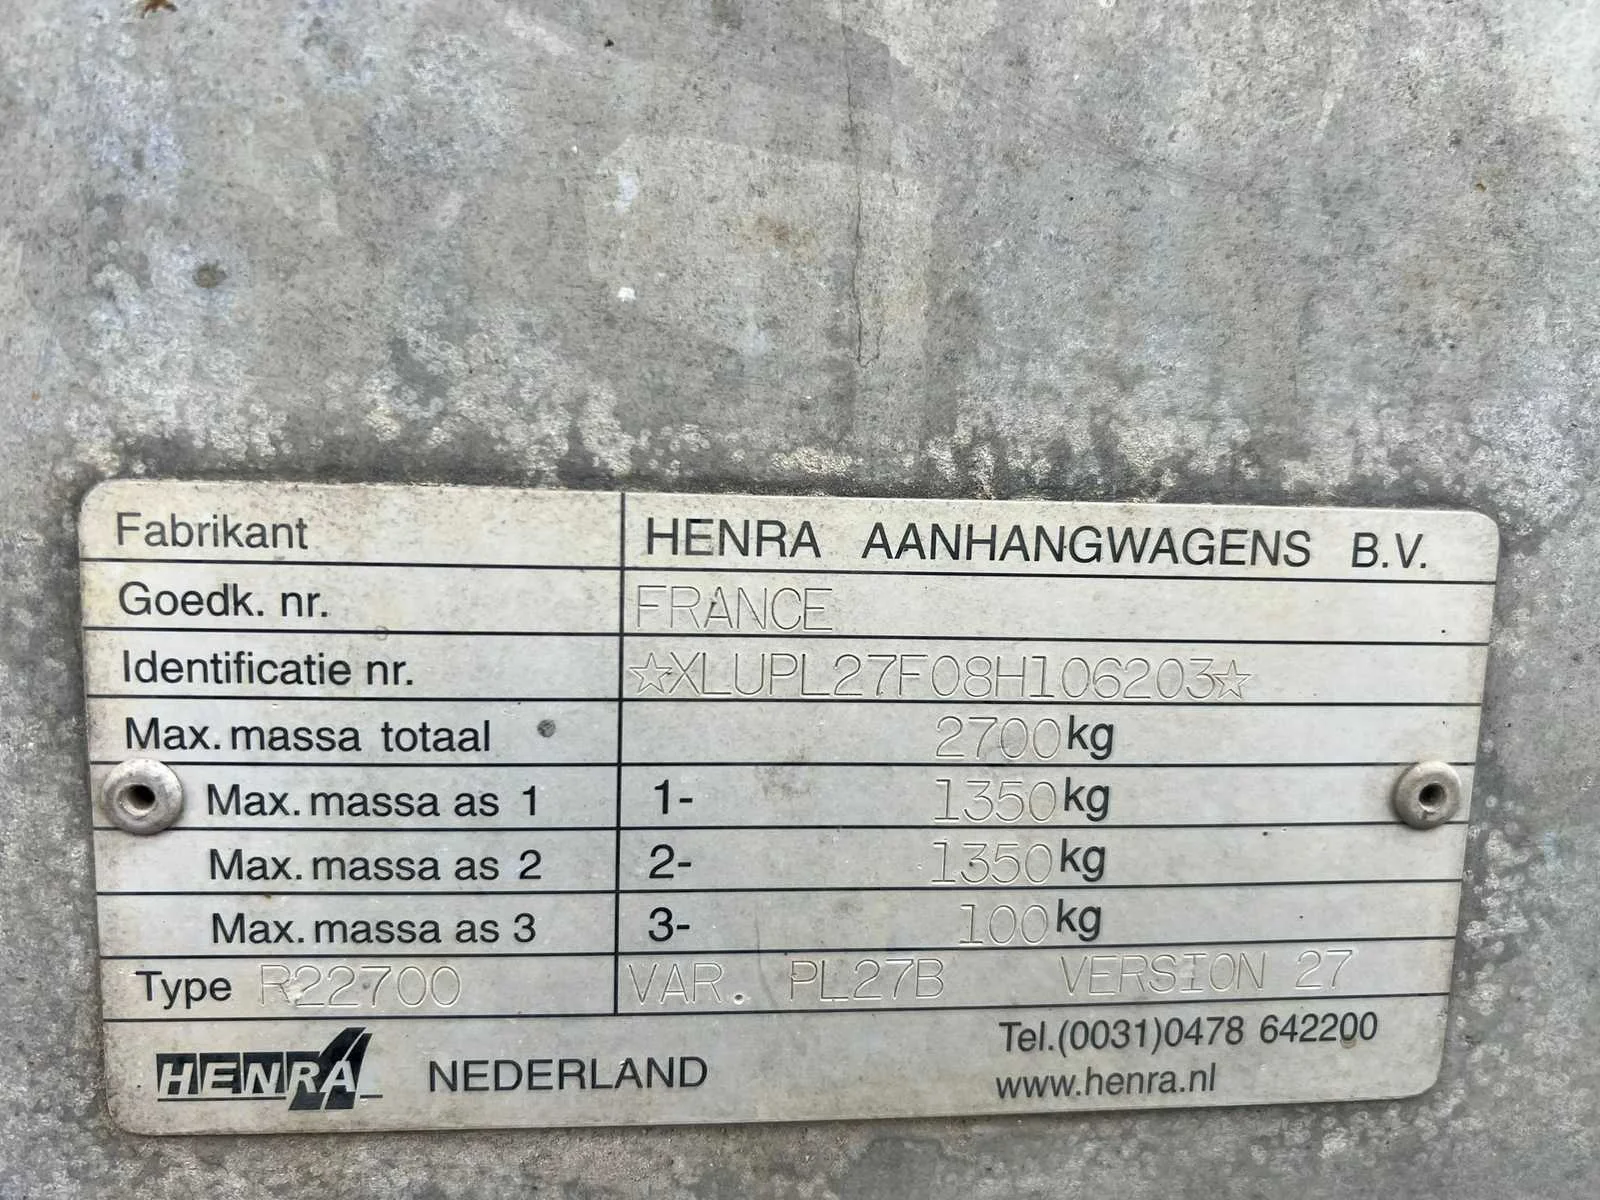 Fabrikant HENRA AANHANGWAGENS B.V.
Goedk. nr. FRANCE
Identificatie nr. ☆XLUPL27F08H106203☆
Max. massa totaal 2700 kg
Max. massa as 1 1- 1350 kg
Max. massa as 2 2- 1350 kg
Max. massa as 3 3- 100 kg
Type R22700 VAR. PL27B VERSION 27
HENRA NEDERLAND
Tel.(0031)0478 642200
www.henra.nl